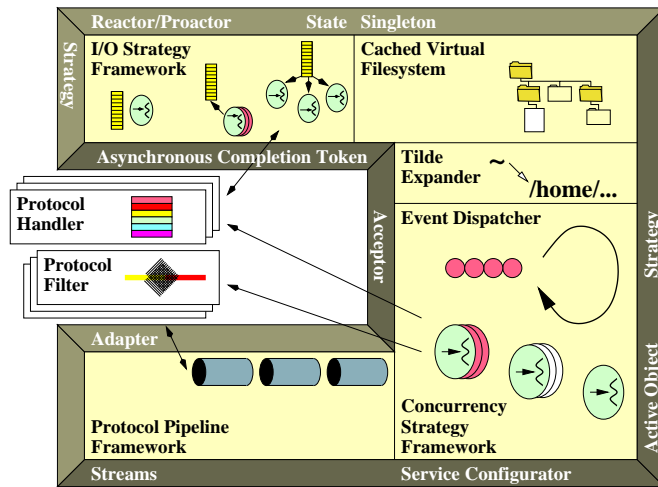 Reactor/Proactor State Singleton
Strategy
I/O Strategy
Framework
Cached Virtual
Filesystem
Asynchronous Completion Token
Tilde
Expander
~
/home/...
Protocol
Handler
Acceptor
Event Dispatcher
Strategy
Protocol
Filter
Adapter
Concurrency
Strategy
Framework
Active Object
Protocol Pipeline
Framework
Streams
Service Configurator